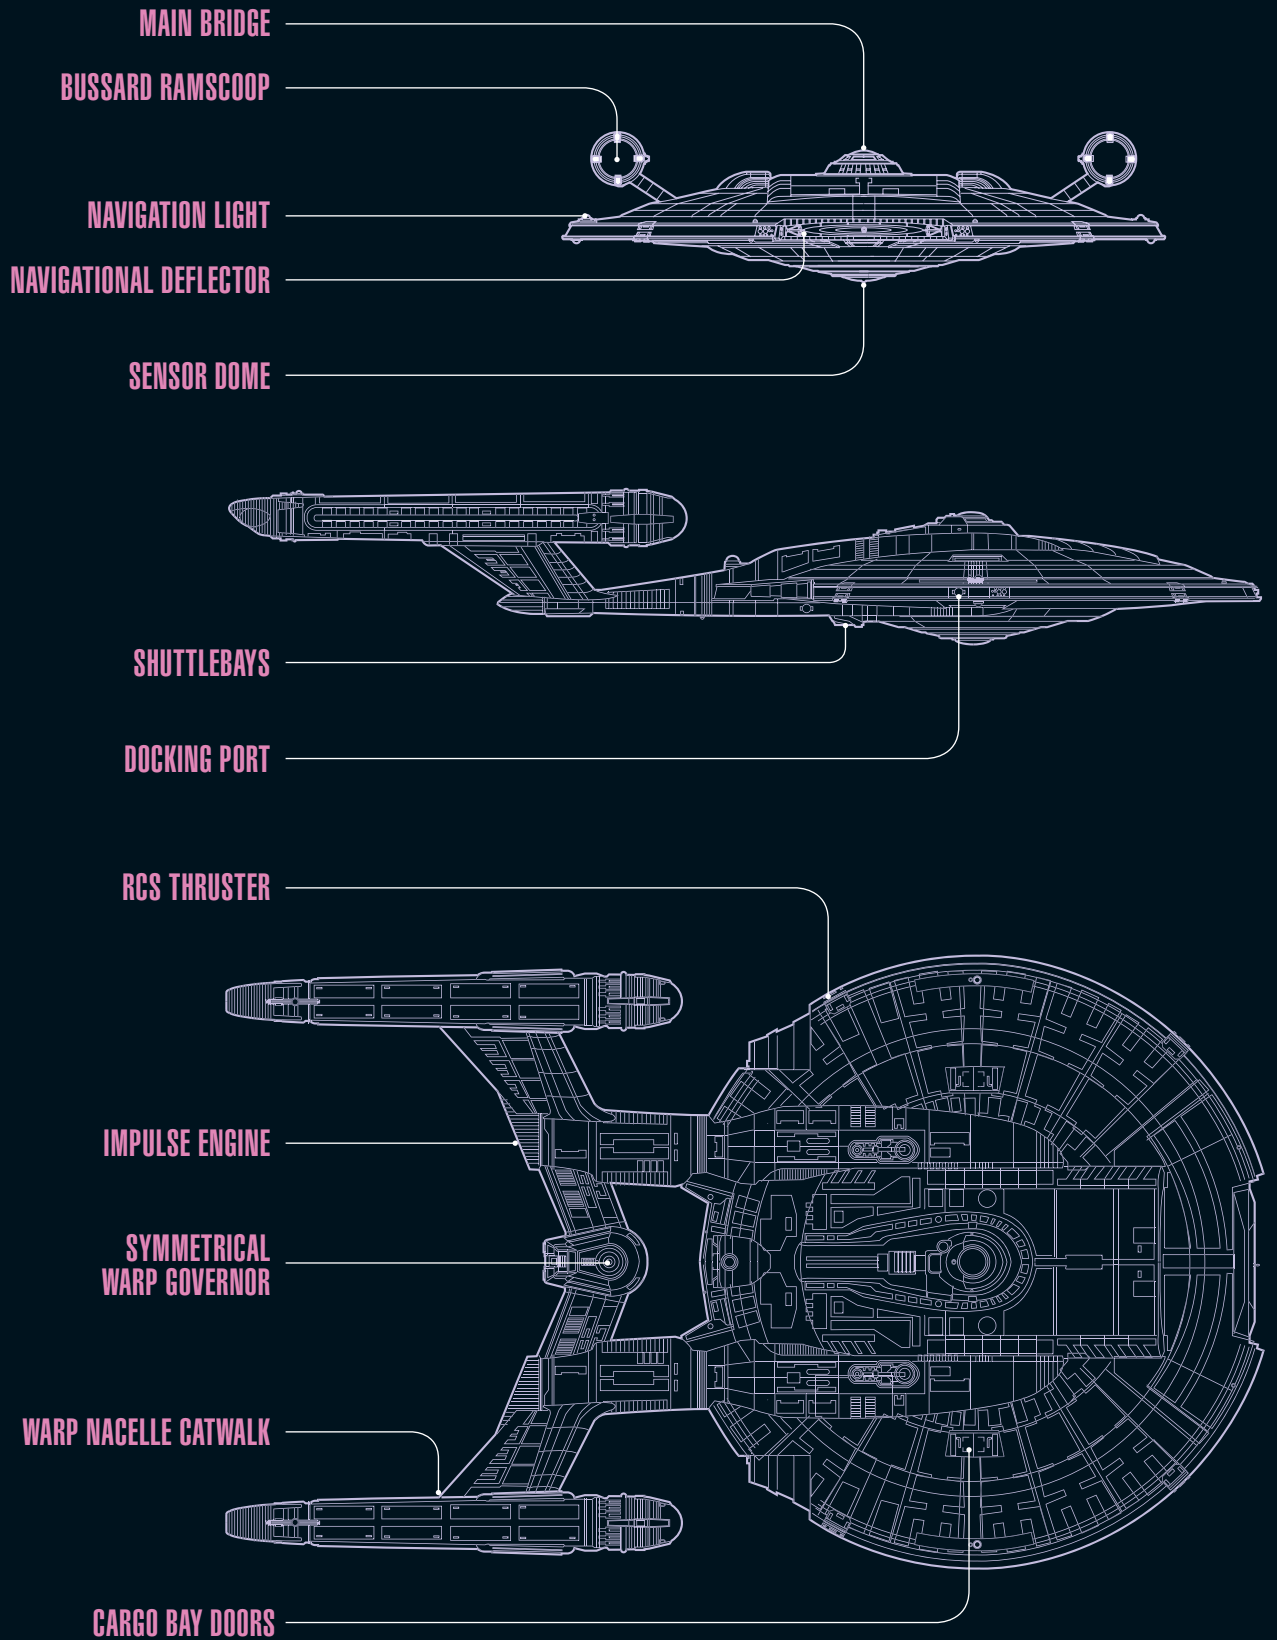 MAIN BRIDGE
BUSSARD RAMSCOOP
NAVIGATION LIGHT
NAVIGATIONAL DEFLECTOR
SENSOR DOME
SHUTTLEBAYS
DOCKING PORT
RCS THRUSTER
IMPULSE ENGINE
SYMMETRICAL
WARP GOVERNOR
WARP NACELLE CATWALK
CARGO BAY DOORS